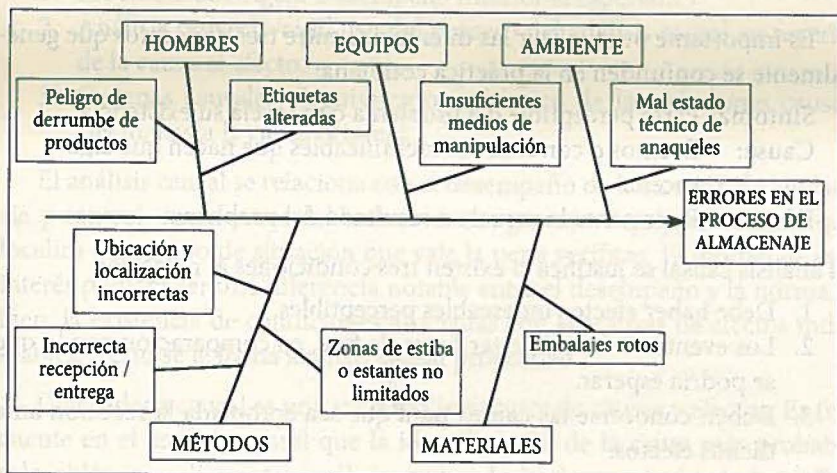 HOMBRES
EQUIPOS
AMBIENTE
Peligro de
derrumbe de
productos
Etiquetas
alteradas
Insuficientes
medios de
manipulación
Mal estado
técnico de
anaqueles
ERRORES EN EL
PROCESO DE
ALMACENAJE
Ubicación y
localización
incorrectas
Incorrecta
recepción /
entrega
Zonas de estiba
o estantes no
limitados
Embalajes rotos
MÉTODOS
MATERIALES